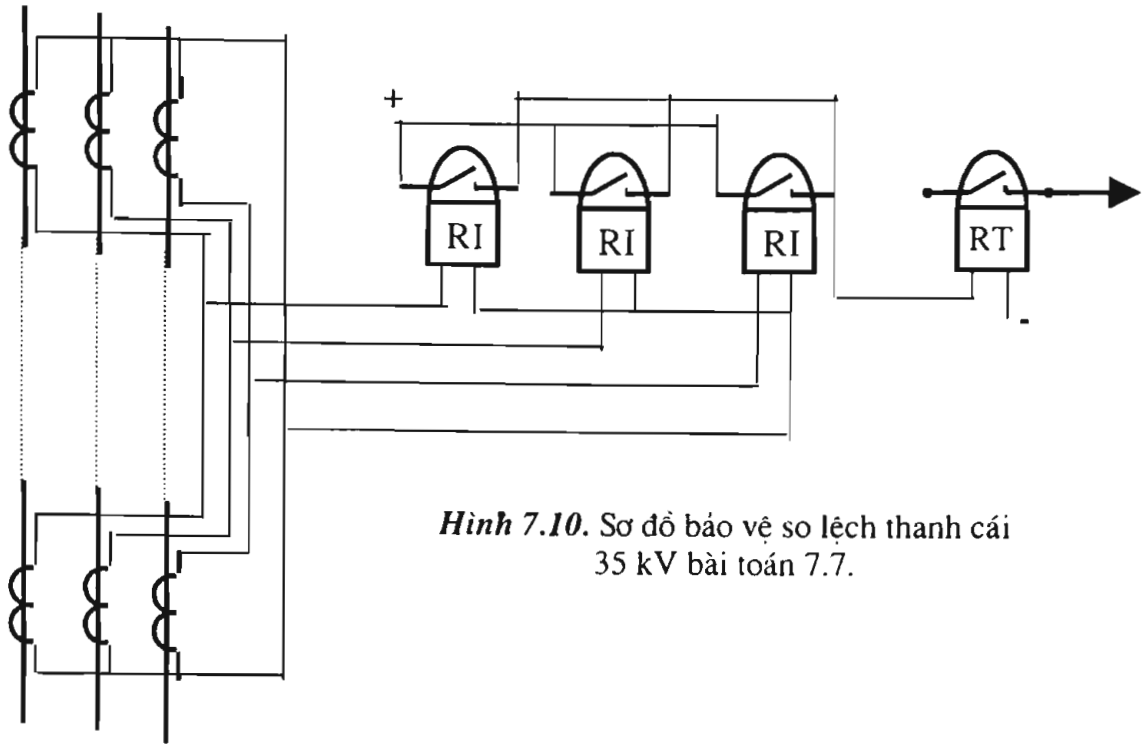 +
RI
RI
RI
RT
-
Hình 7.10. Sơ đồ bảo vệ so lệch thanh cái
35 kV bài toán 7.7.